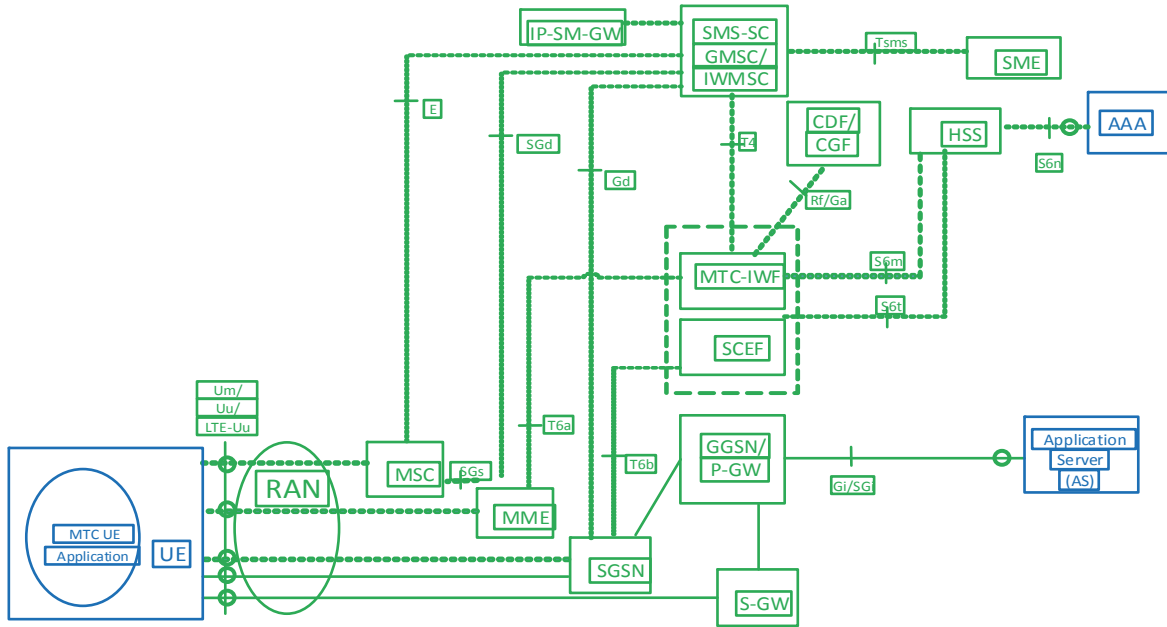 IP-SM-GW
SMS-SC
GMSC/
IWMSC
Tsms
SME
E
SGd
Gd
T4
CDF/
CGF
HSS
AAA
S6n
Rf/Ga
MTC-IWF
S6m
S6t
SCEF
Um/
Uu/
LTE-Uu
T6a
T6b
MSC
SGs
RAN
MME
GGSN/
P-GW
Gi/SGi
Application
Server
(AS)
MTC UE
Application
UE
SGSN
S-GW